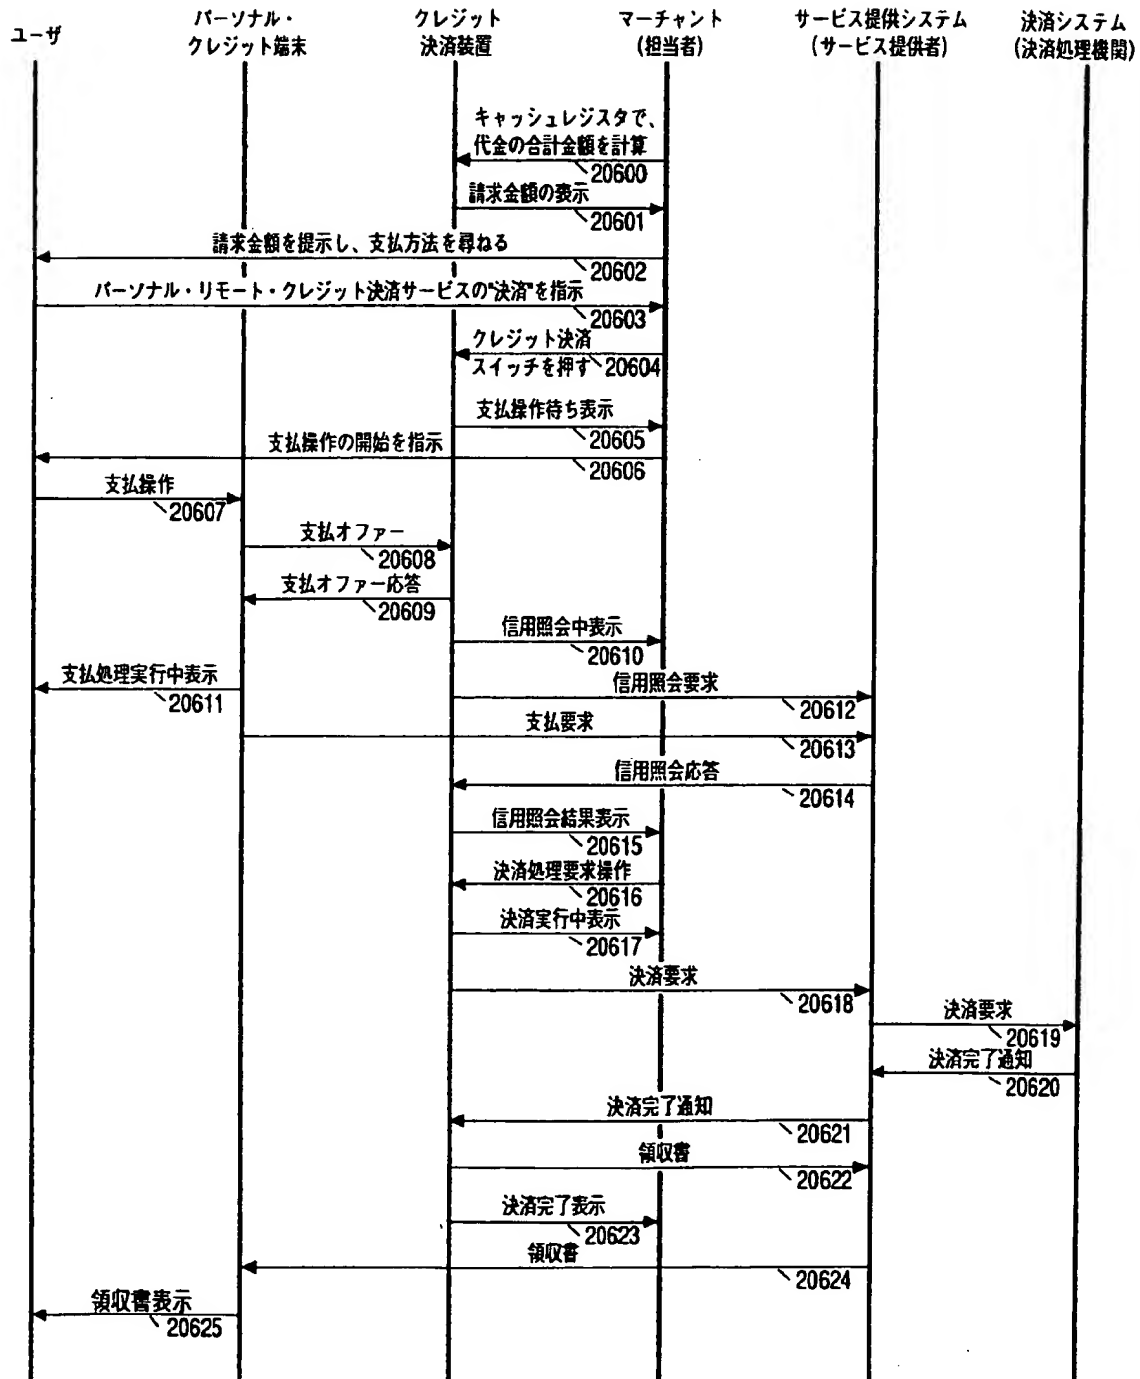 ユーザ
パーソナル・
クレジット端末
クレジット
決済装置
マーチャント
(担当者)
サービス提供システム
(サービス提供者)
決済システム
(決済処理機関)
キャッシュレジスタで、
代金の合計金額を計算
20600
請求金額の表示
20601
請求金額を提示し、支払方法を尋ねる
20602
パーソナル・リモート・クレジット決済サービスの"決済"を指示
20603
クレジット決済
スイッチを押す 20604
支払操作待ち表示
20605
支払操作の開始を指示
20606
支払操作
20607
支払オファー
20608
支払オファー応答
20609
信用照会中表示
20610
支払処理実行中表示
20611
信用照会要求
20612
支払要求
20613
信用照会応答
20614
信用照会結果表示
20615
決済処理要求操作
20616
決済実行中表示
20617
決済要求
20618
決済要求
20619
決済完了通知
20620
決済完了通知
20621
領収書
20622
決済完了表示
20623
領収書
20624
領収書表示
20625